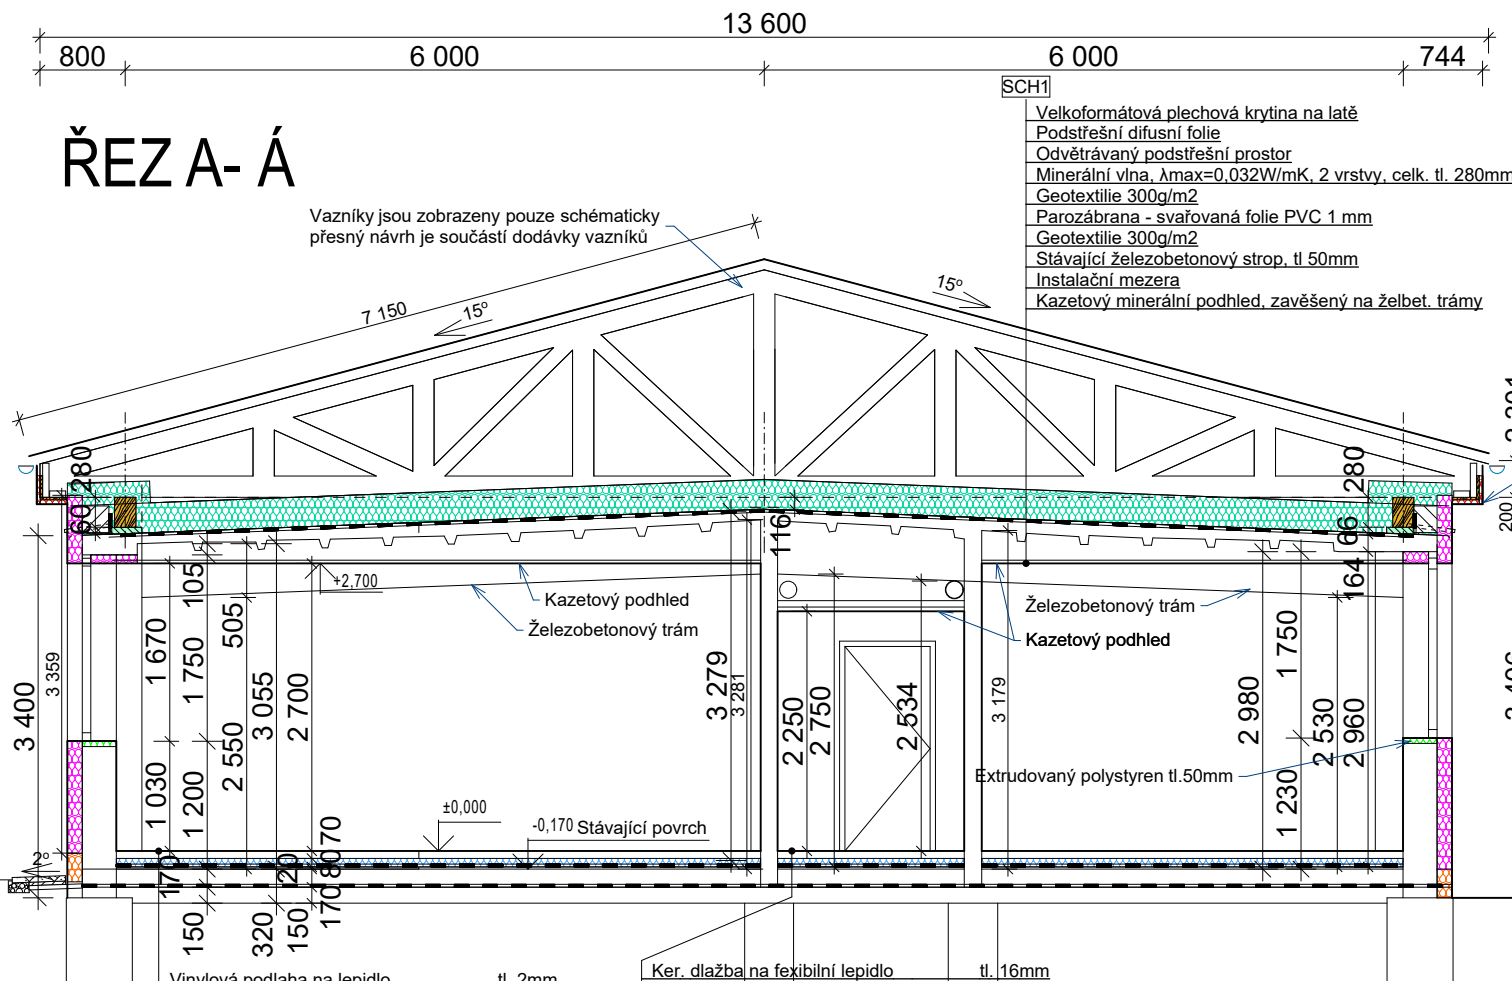 13 600
800
6 000
6 000
744
SCH1
Velkoformátová plechová krytina na latě
Podstřešní difusní folie
Odvětrávaný podstřešní prostor
Minerální vlna, λmax=0,032W/mK, 2 vrstvy, celk. tl. 280mm
Geotextilie 300g/m2
Parozábrana - svařovaná folie PVC 1 mm
Geotextilie 300g/m2
Stávající železobetonový strop, tl 50mm
Instalační mezera
Kazetový minerální podhled, zavěšený na želbet. trámy
ŘEZ A- Á
Vazníky jsou zobrazeny pouze schématicky
přesný návrh je součástí dodávky vazníků
7 150
15°
15°
280
60
280
66
164
200
116
+2,700
Kazetový podhled
Železobetonový trám
Železobetonový trám
Kazetový podhled
3 400
3 359
1 670
1 030
105
1 750
1 200
505
2 550
3 055
2 700
3 279
3 281
2 250
2 750
2 534
3 179
2 980
1 750
1 230
2 530
2 960
Extrudovaný polystyren tl.50mm
±0,000
-0,170 Stávající povrch
2°
170
150
320
20
150
70
80
170
Vinylová podlaha na lepidlo tl. 2mm
Ker. dlažba na fexibilní lepidlo tl. 16mm